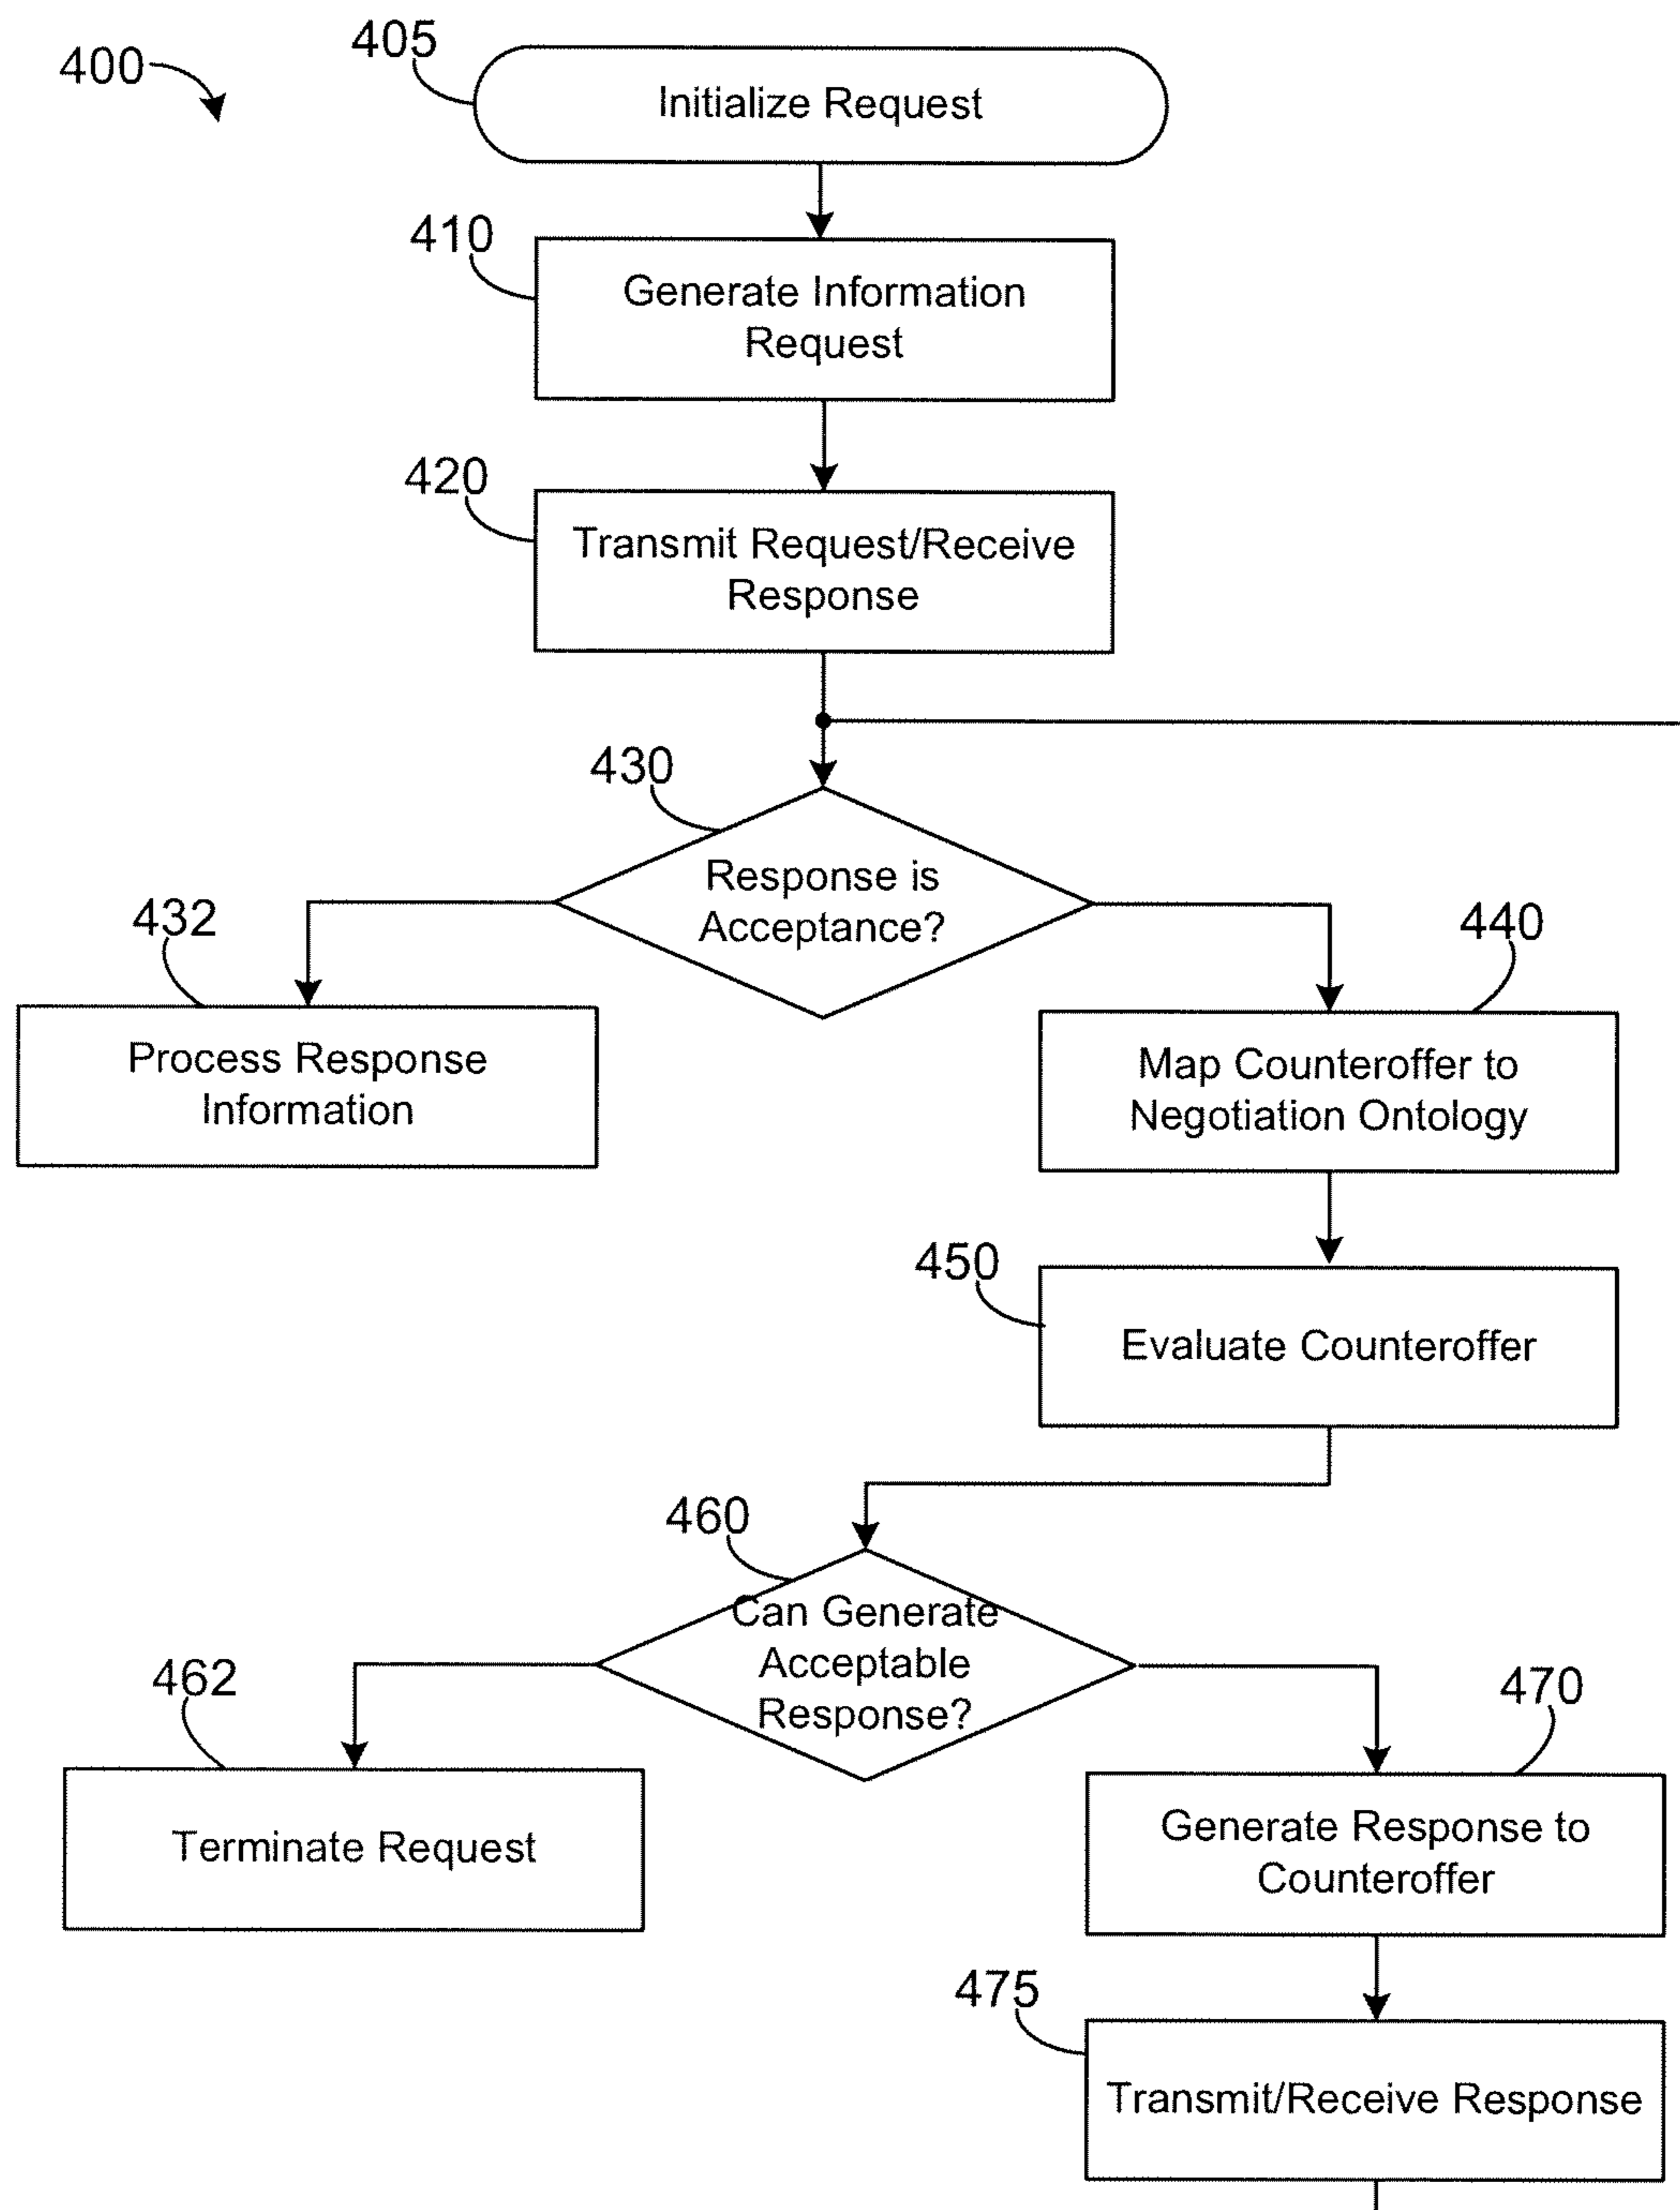 400
405
Initialize Request
410
Generate Information
Request
420
Transmit Request/Receive
Response
430
Response is
Acceptance?
432
Process Response
Information
440
Map Counteroffer to
Negotiation Ontology
450
Evaluate Counteroffer
460
Can Generate
Acceptable
Response?
462
Terminate Request
470
Generate Response to
Counteroffer
475
Transmit/Receive Response